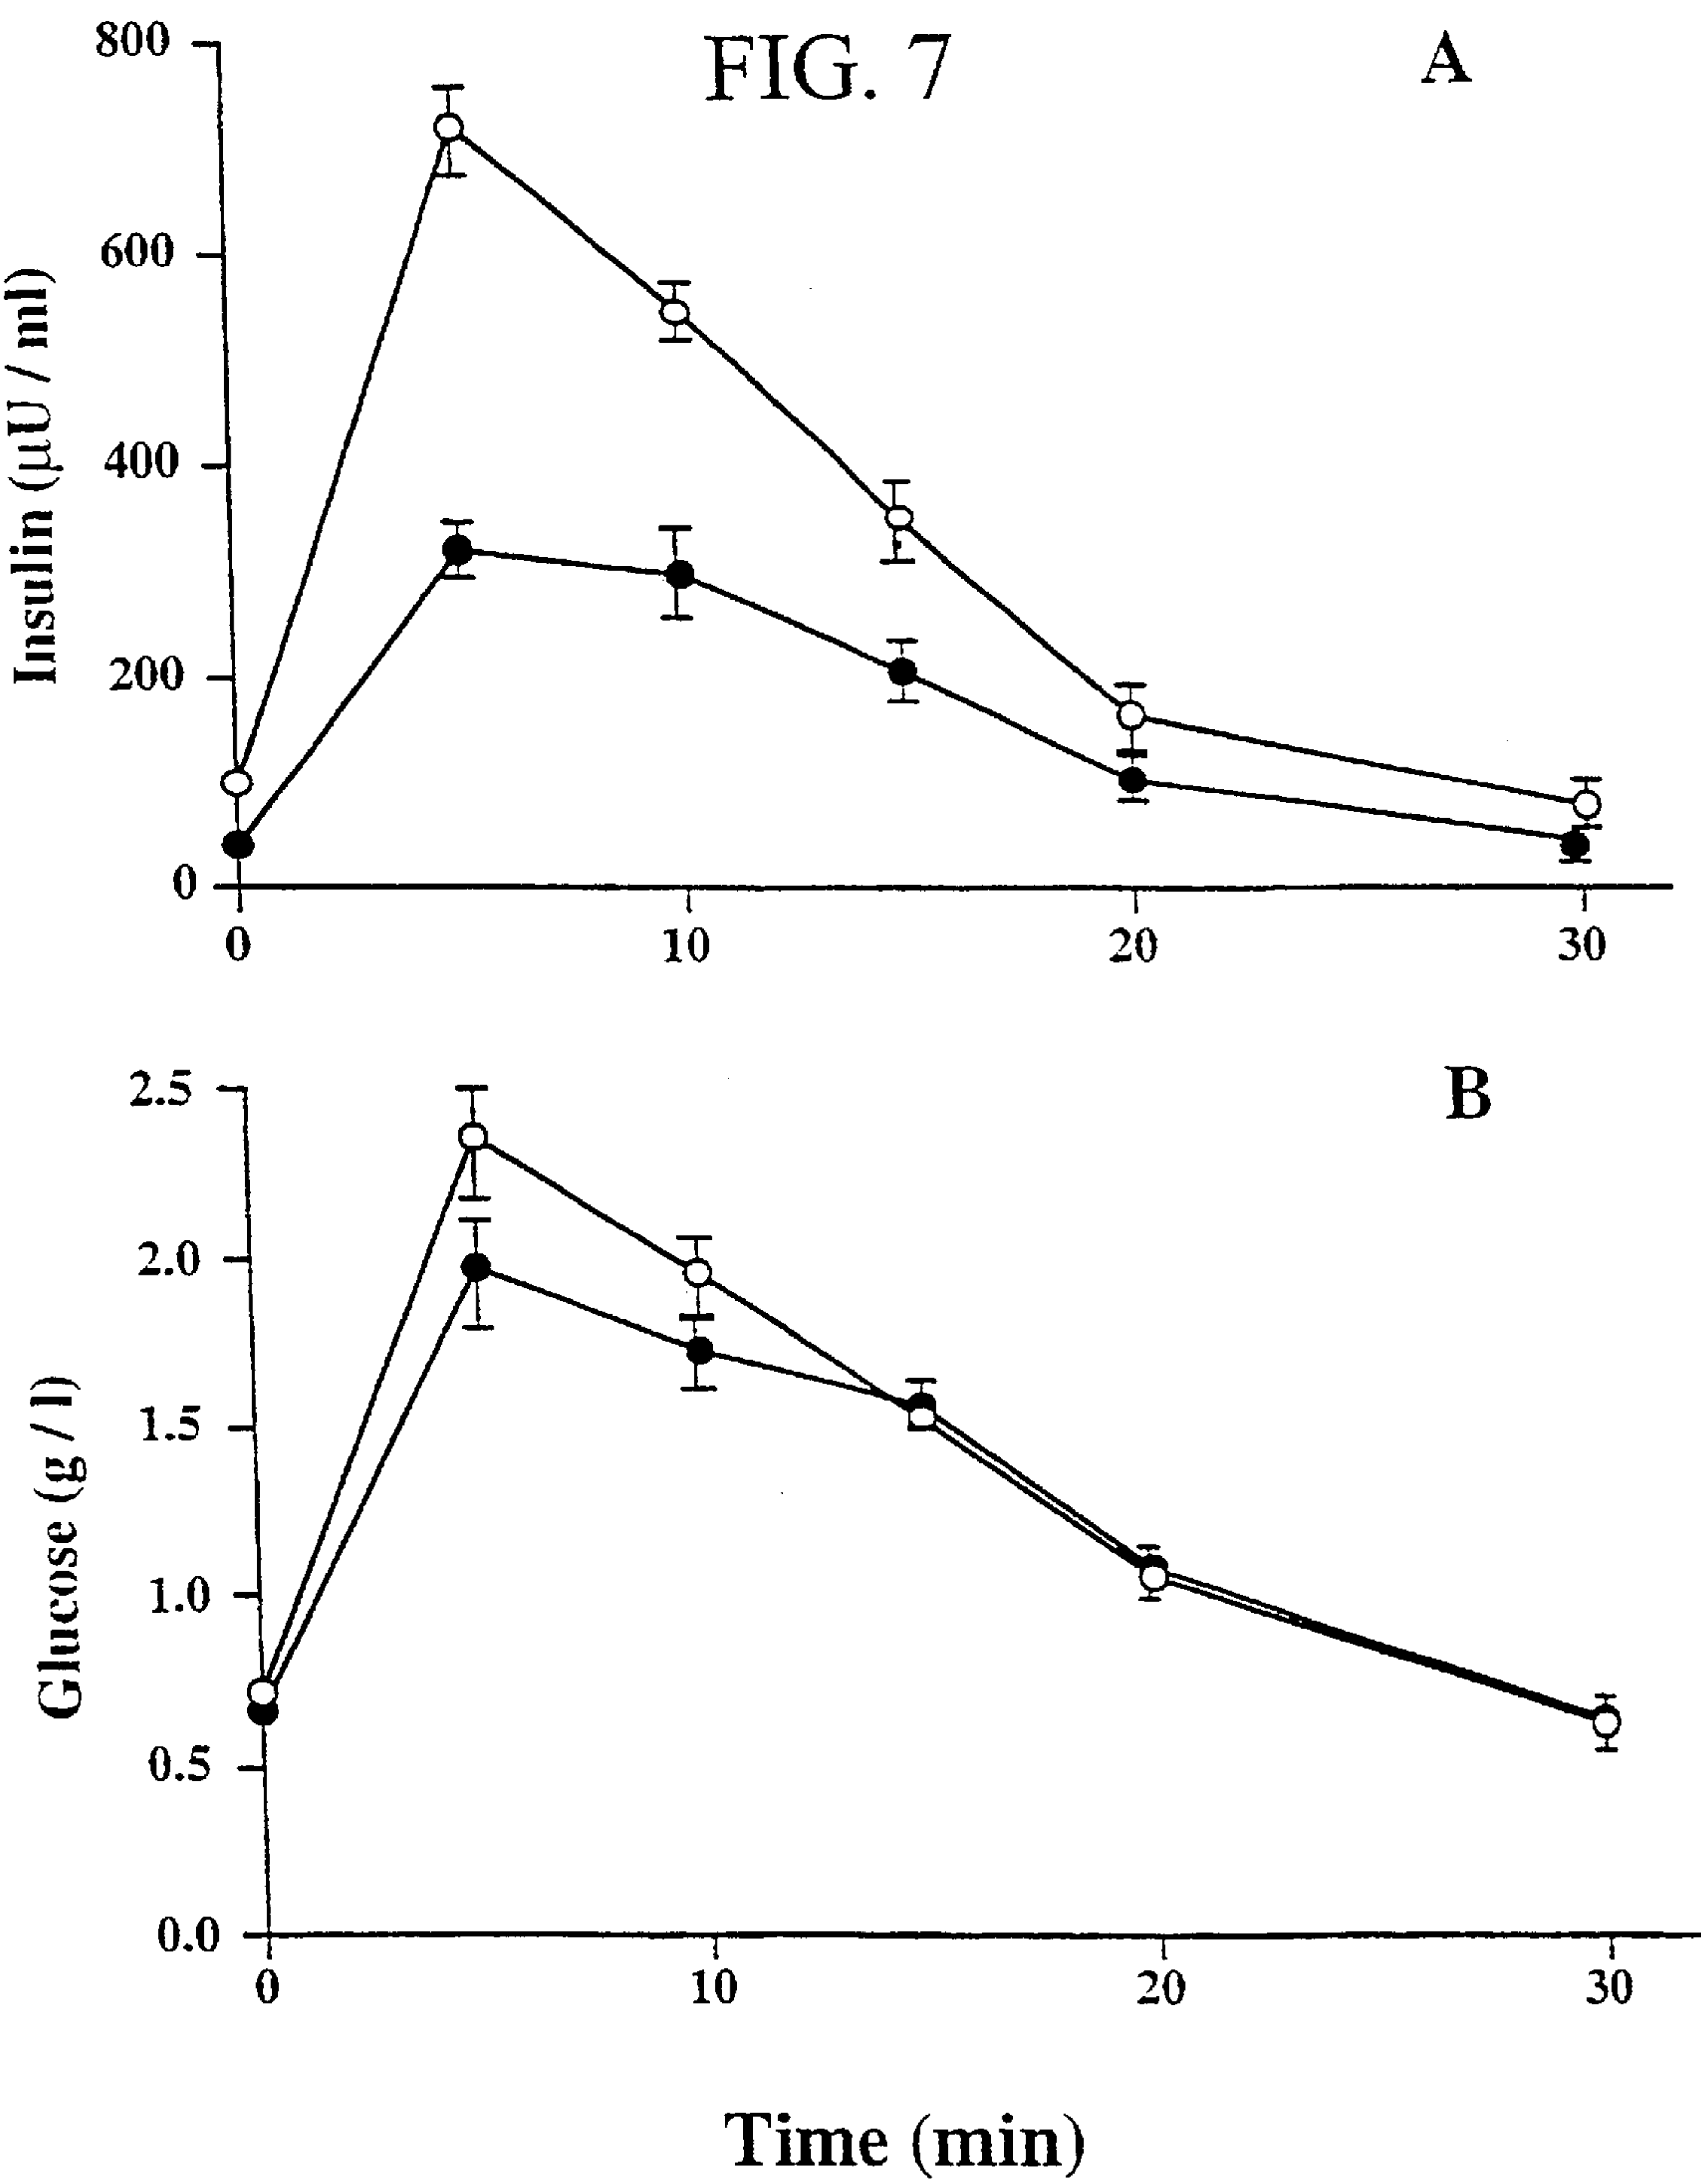 FIG. 7
A
Insulin (µU / ml)
800
600
400
200
0
0 10 20 30
B
Glucose (g / l)
2.5
2.0
1.5
1.0
0.5
0.0
0 10 20 30
Time (min)